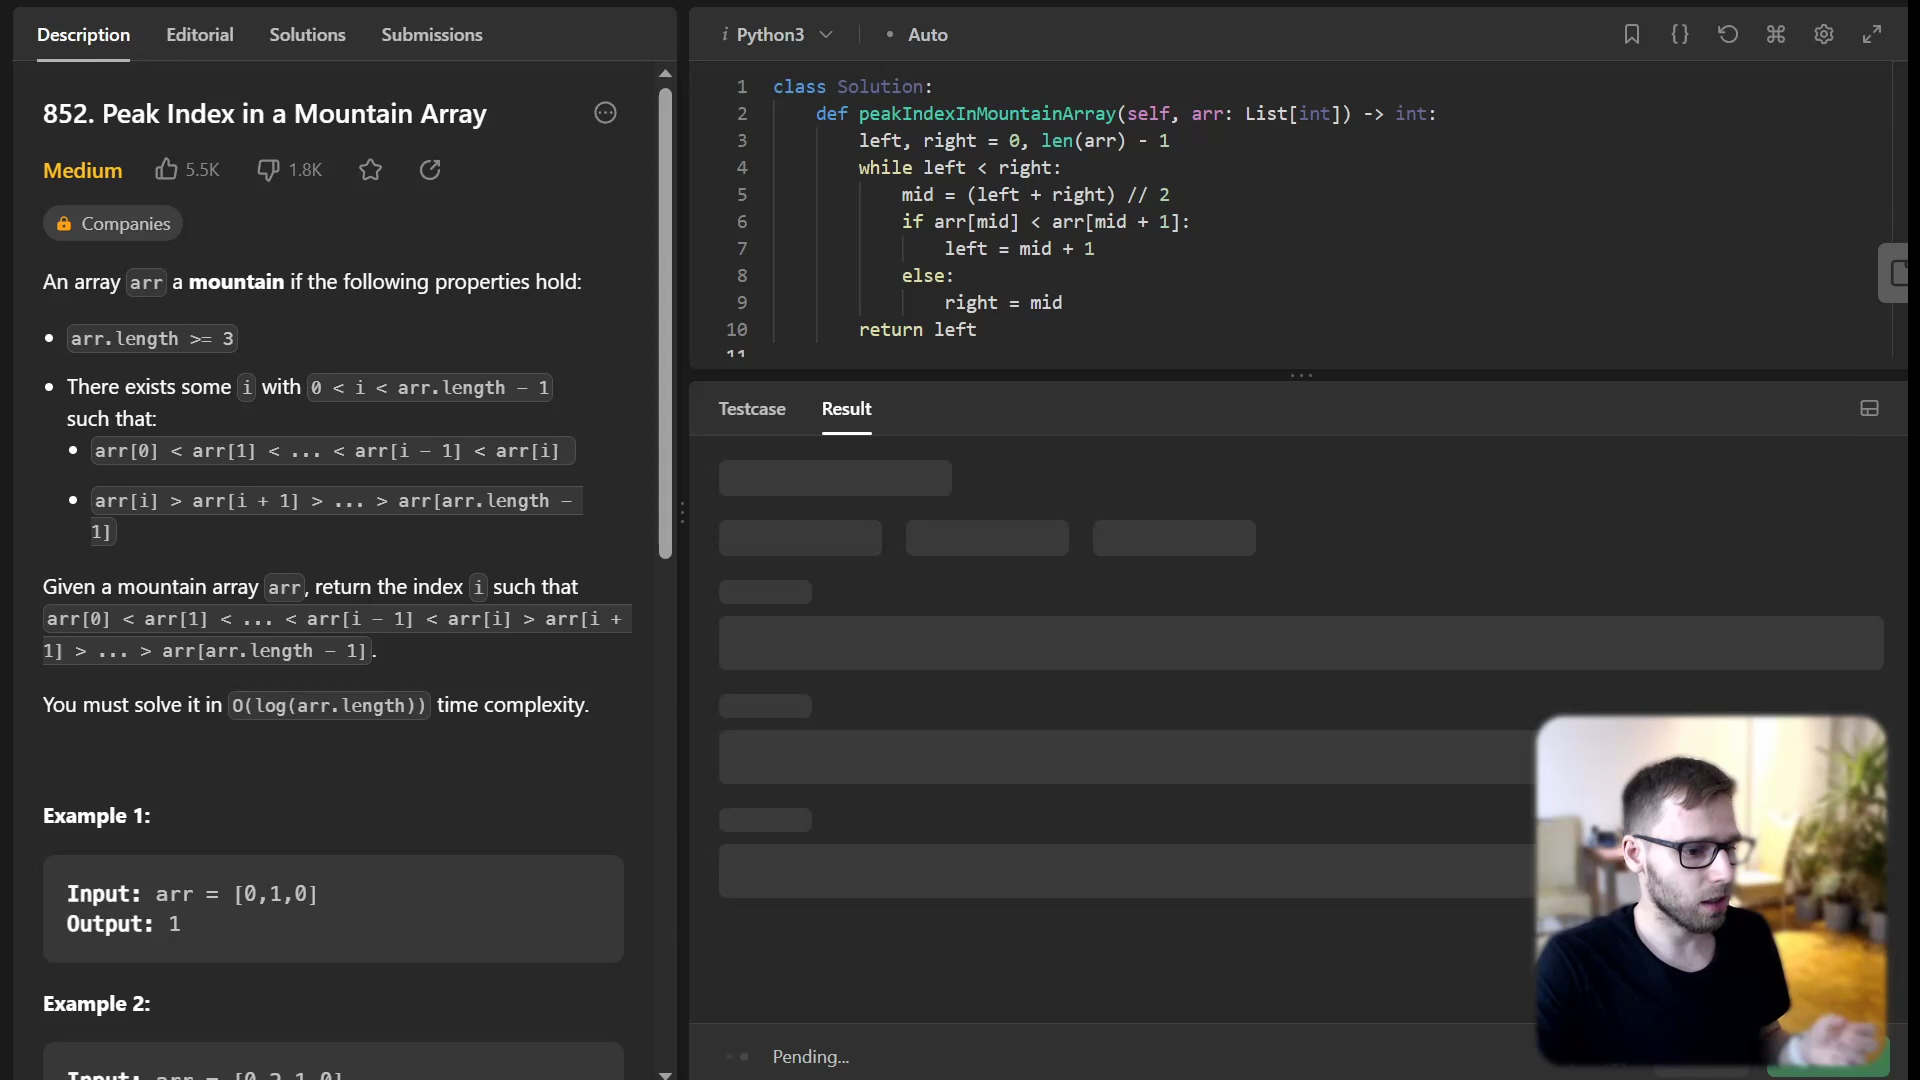 Description Editorial Solutions Submissions
852. Peak Index in a Mountain Array
Medium 5.5K 1.8K
Companies
An array arr a mountain if the following properties hold:
arr.length >= 3
There exists some i with 0 < i < arr.length - 1
such that:
arr[0] < arr[1] < ... < arr[i - 1] < arr[i]
arr[i] > arr[i + 1] > ... > arr[arr.length -
1]
Given a mountain array arr, return the index i such that
arr[0] < arr[1] < ... < arr[i - 1] < arr[i] > arr[i +
1] > ... > arr[arr.length - 1].
You must solve it in O(log(arr.length)) time complexity.
Example 1:
Input: arr = [0,1,0]
Output: 1
Example 2:
Input: arr = [0,2,1,0]
i Python3 • Auto
1 class Solution:
2 def peakIndexInMountainArray(self, arr: List[int]) -> int:
3 left, right = 0, len(arr) - 1
4 while left < right:
5 mid = (left + right) // 2
6 if arr[mid] < arr[mid + 1]:
7 left = mid + 1
8 else:
9 right = mid
10 return left
11
Testcase Result
Pending...